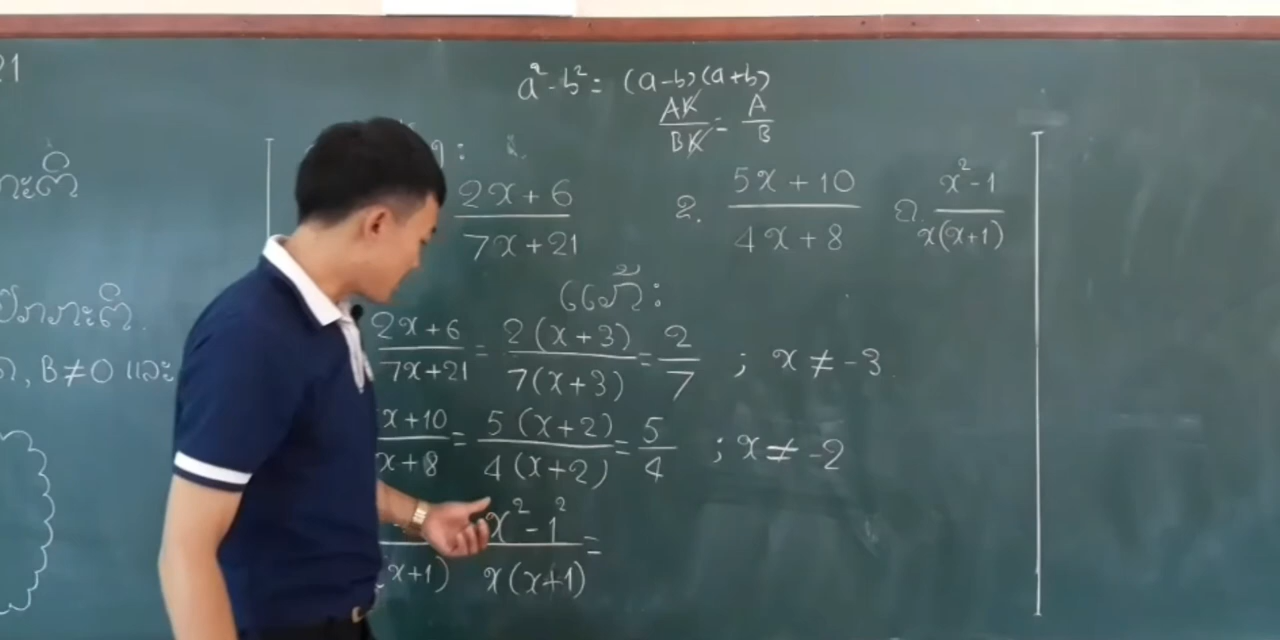 21
a² - b² = (a-b)(a+b)
AK/BK = A/B
2x + 6 / 7x + 21
2. 5x + 10 / 4x + 8
ຄ. x² - 1 / x(x+1)
ແກ້:
2x+6 / 7x+21 = 2(x+3) / 7(x+3) = 2/7 ; x ≠ -3
, B≠0 ແລະ
x+10 / x+8 = 5(x+2) / 4(x+2) = 5/4 ; x ≠ -2
x+1) x² - 1² / x(x+1) =